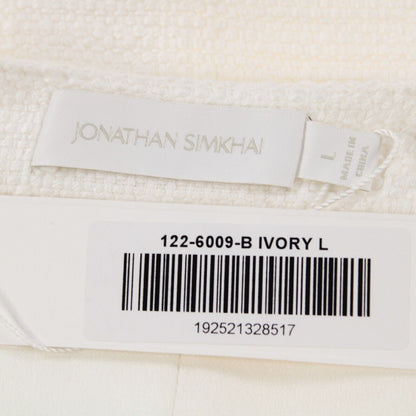 JONATHAN SIMKHAI
L
MADE IN
CHINA
122-6009-B IVORY L
192521328517